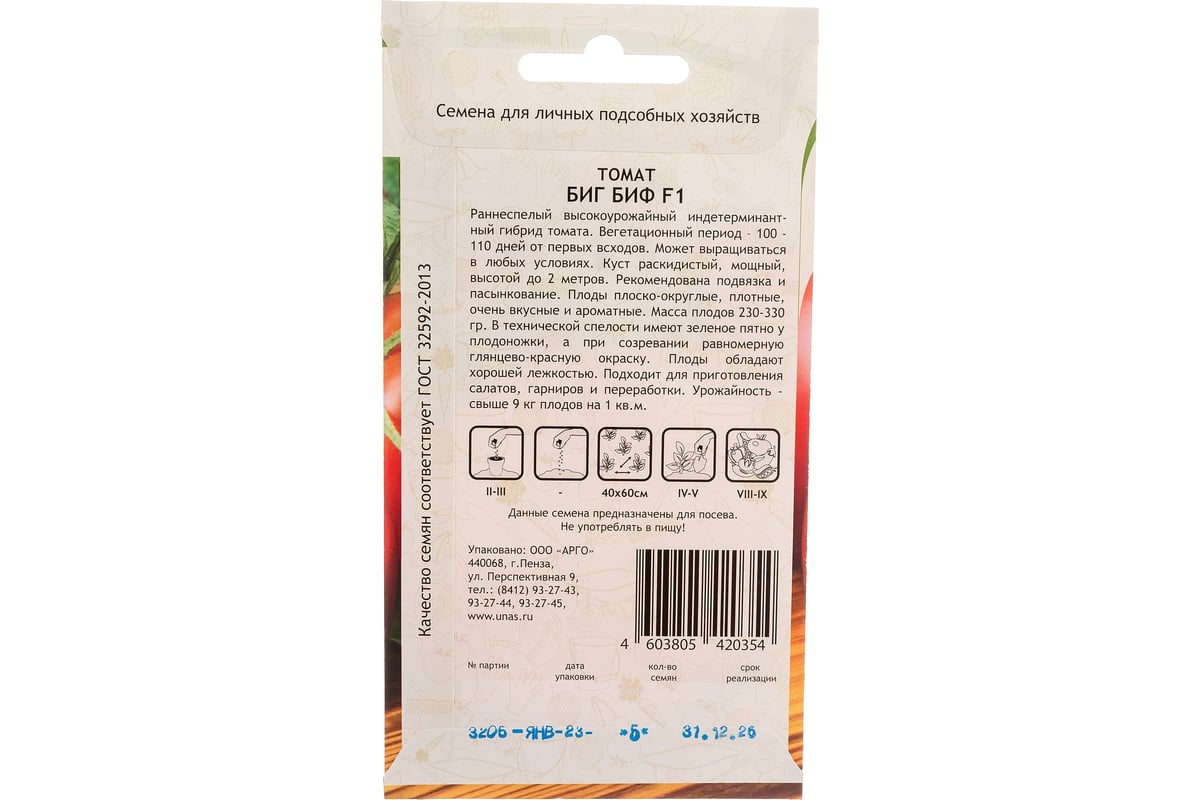 Семена для личных подсобных хозяйств
ТОМАТ
БИГ БИФ F1
Раннеспелый высокоурожайный индетерминант-
ный гибрид томата. Вегетационный период - 100 -
110 дней от первых всходов. Может выращиваться
в любых условиях. Куст раскидистый, мощный,
высотой до 2 метров. Рекомендована подвязка и
пасынкование. Плоды плоско-округлые, плотные,
очень вкусные и ароматные. Масса плодов 230-330
гр. В технической спелости имеют зеленое пятно у
плодоножки, а при созревании равномерную
глянцево-красную окраску. Плоды обладают
хорошей лежкостью. Подходит для приготовления
салатов, гарниров и переработки. Урожайность -
свыше 9 кг плодов на 1 кв.м.
II-III - 40х60см IV-V VIII-IX
Данные семена предназначены для посева.
Не употреблять в пищу!
Упаковано: ООО «АРГО»
440068, г.Пенза,
ул. Перспективная 9,
тел.: (8412) 93-27-43,
93-27-44, 93-27-45,
www.unas.ru
4 603805 420354
№ партии дата упаковки кол-во семян срок реализации
3206 -ЯНВ-23- »5« 31.12.26
Качество семян соответствует ГОСТ 32592-2013